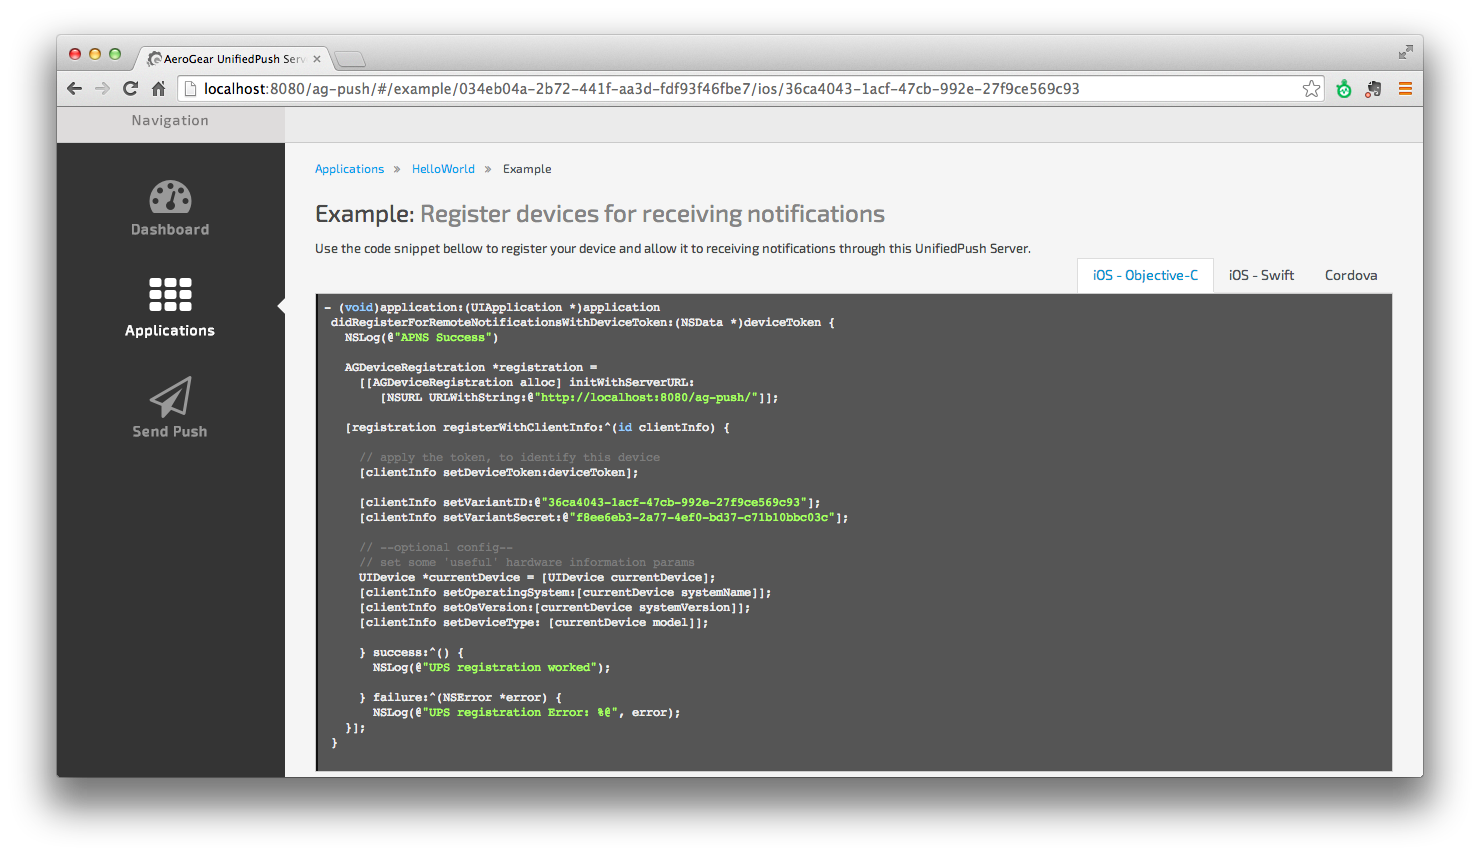 AeroGear UnifiedPush Serv
localhost:8080/ag-push/#/example/034eb04a-2b72-441f-aa3d-fdf93f46fbe7/ios/36ca4043-1acf-47cb-992e-27f9ce569c93
Navigation
Dashboard
Applications
Send Push
Applications » HelloWorld » Example
Example: Register devices for receiving notifications
Use the code snippet bellow to register your device and allow it to receiving notifications through this UnifiedPush Server.
iOS - Objective-C iOS - Swift Cordova
- (void)application:(UIApplication *)application
didRegisterForRemoteNotificationsWithDeviceToken:(NSData *)deviceToken {
NSLog(@"APNS Success")
AGDeviceRegistration *registration =
[[AGDeviceRegistration alloc] initWithServerURL:
[NSURL URLWithString:@"http://localhost:8080/ag-push/"]];
[registration registerWithClientInfo:^(id clientInfo) {
// apply the token, to identify this device
[clientInfo setDeviceToken:deviceToken];
[clientInfo setVariantID:@"36ca4043-1acf-47cb-992e-27f9ce569c93"];
[clientInfo setVariantSecret:@"f8ee6eb3-2a77-4ef0-bd37-c71b10bbc03c"];
// --optional config--
// set some 'useful' hardware information params
UIDevice *currentDevice = [UIDevice currentDevice];
[clientInfo setOperatingSystem:[currentDevice systemName]];
[clientInfo setOsVersion:[currentDevice systemVersion]];
[clientInfo setDeviceType: [currentDevice model]];
} success:^() {
NSLog(@"UPS registration worked");
} failure:^(NSError *error) {
NSLog(@"UPS registration Error: %@", error);
}];
}